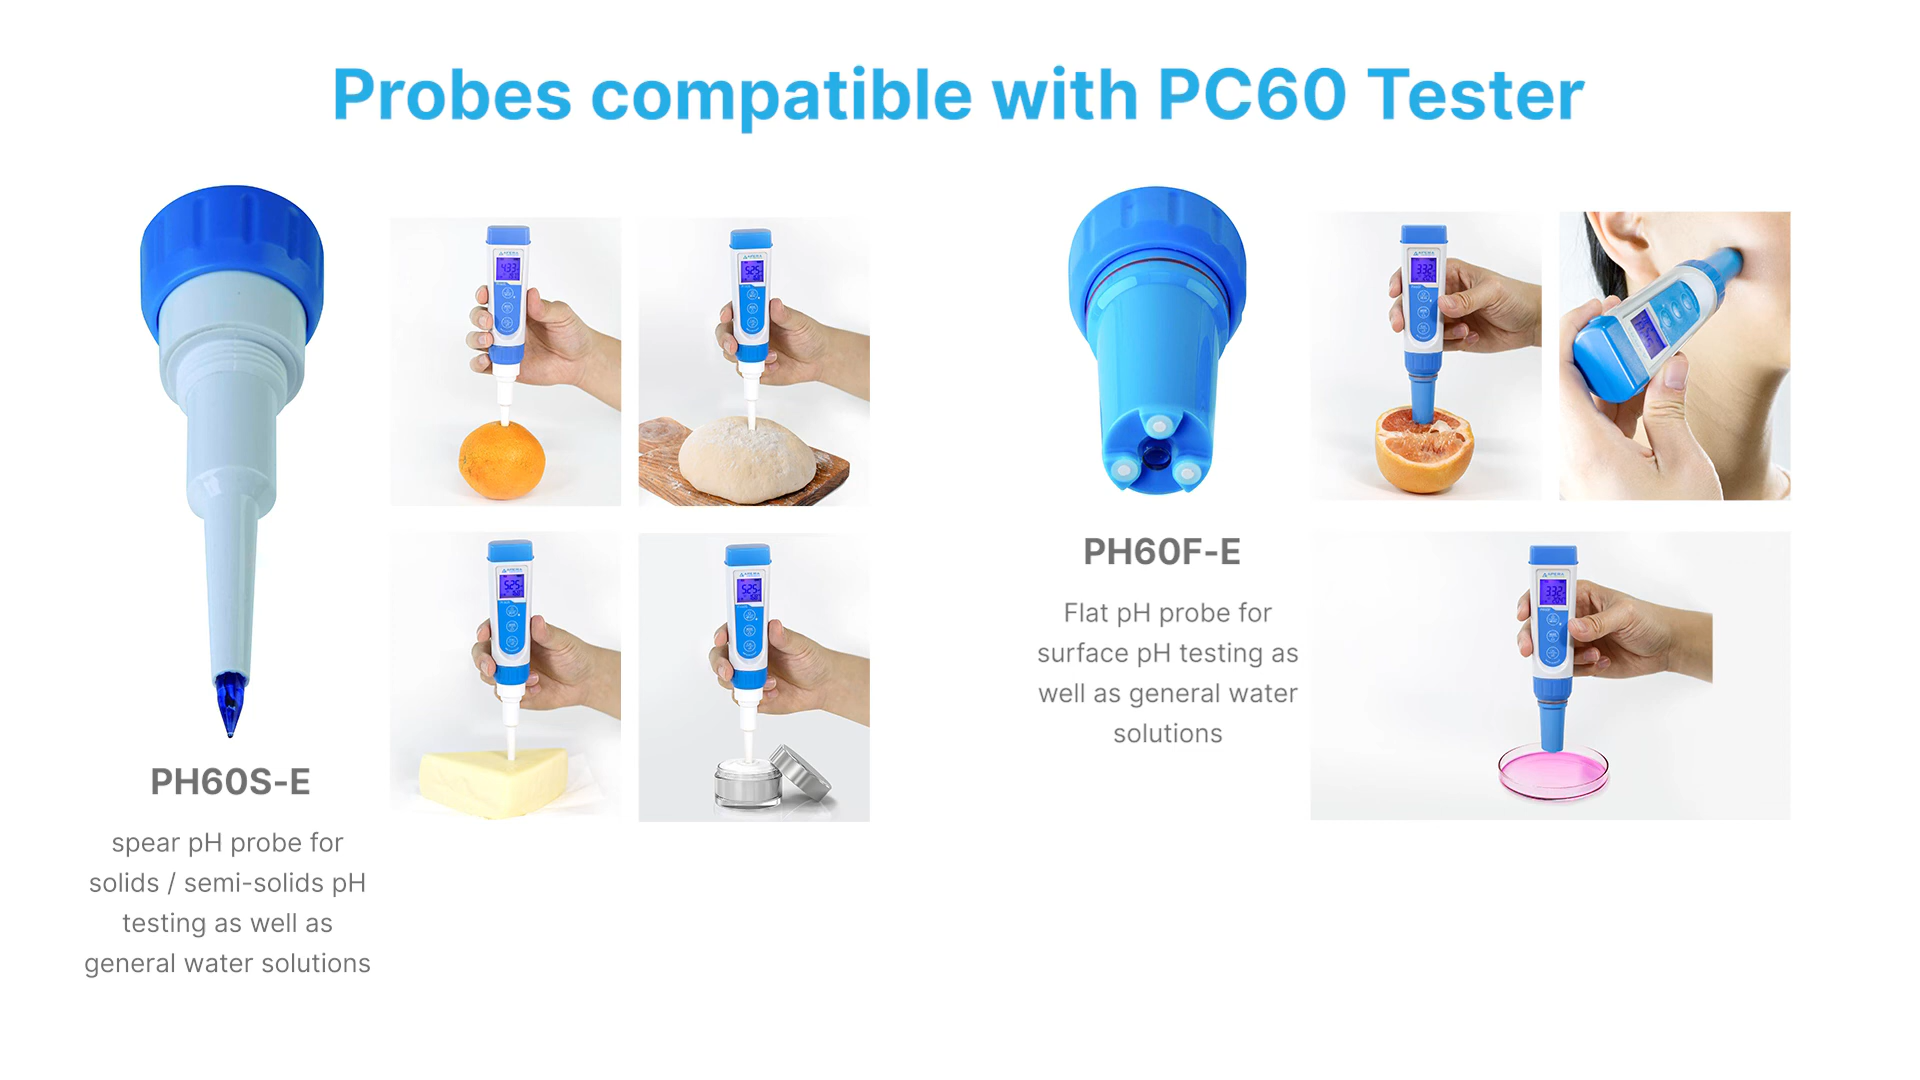 Probes compatible with PC60 Tester
PH60S-E
spear pH probe for
solids / semi-solids pH
testing as well as
general water solutions
PH60F-E
Flat pH probe for
surface pH testing as
well as general water
solutions